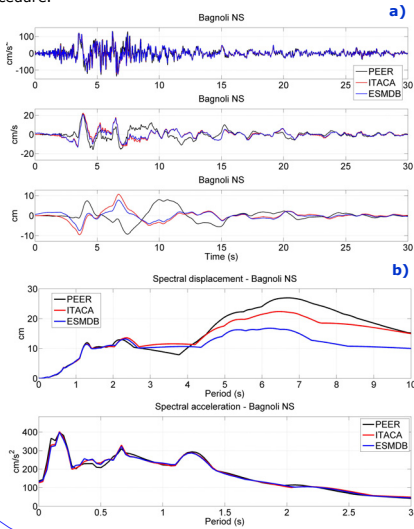 cedure.
a)
Bagnoli NS
100
0
-100
cm/s~
PEER
ITACA
ESMDB
0 5 10 15 20 25 30
Bagnoli NS
20
0
-20
cm/s
0 5 10 15 20 25 30
Bagnoli NS
10
0
-10
cm
0 5 10 15 20 25 30
Time (s)
b)
Spectral displacement - Bagnoli NS
30
20
10
0
cm
PEER
ITACA
ESMDB
0 1 2 3 4 5 6 7 8 9 10
Period (s)
Spectral acceleration - Bagnoli NS
400
300
200
100
0
cm/s²
PEER
ITACA
ESMDB
0 0.5 1 1.5 2 2.5 3
Period (s)